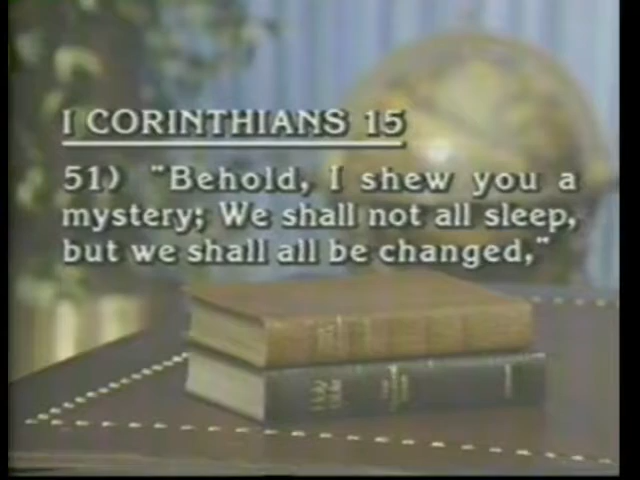 I CORINTHIANS 15
51) "Behold, I shew you a
mystery; We shall not all sleep,
but we shall all be changed,"